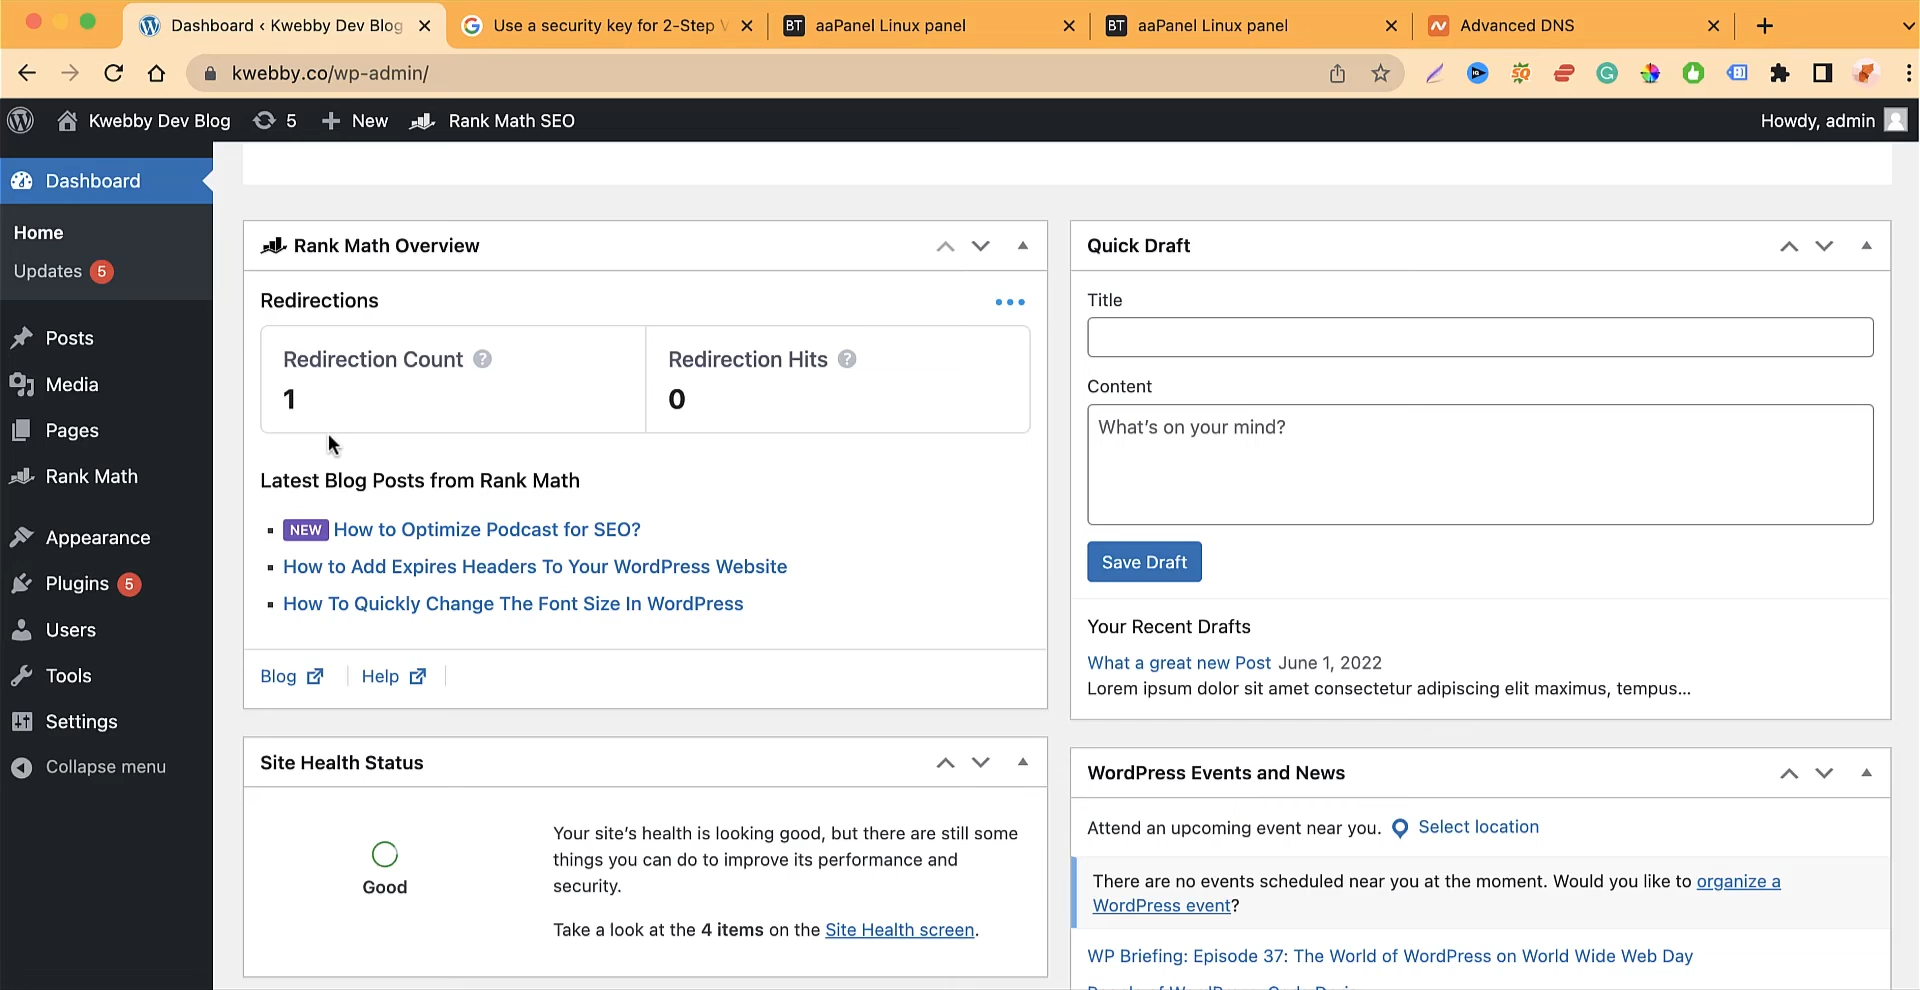 Dashboard ‹ Kwebby Dev Blog
Use a security key for 2-Step V
BT aaPanel Linux panel
BT aaPanel Linux panel
Advanced DNS
kwebby.co/wp-admin/
Kwebby Dev Blog 5 New Rank Math SEO Howdy, admin
Dashboard
Home
Updates 5
Posts
Media
Pages
Rank Math
Appearance
Plugins 5
Users
Tools
Settings
Collapse menu
Rank Math Overview
Redirections
Redirection Count ?
1
Redirection Hits ?
0
Latest Blog Posts from Rank Math
NEW How to Optimize Podcast for SEO?
How to Add Expires Headers To Your WordPress Website
How To Quickly Change The Font Size In WordPress
Blog Help
Site Health Status
Good
Your site's health is looking good, but there are still some
things you can do to improve its performance and
security.
Take a look at the 4 items on the Site Health screen.
Quick Draft
Title
Content
What's on your mind?
Save Draft
Your Recent Drafts
What a great new Post June 1, 2022
Lorem ipsum dolor sit amet consectetur adipiscing elit maximus, tempus...
WordPress Events and News
Attend an upcoming event near you. Select location
There are no events scheduled near you at the moment. Would you like to organize a
WordPress event?
WP Briefing: Episode 37: The World of WordPress on World Wide Web Day